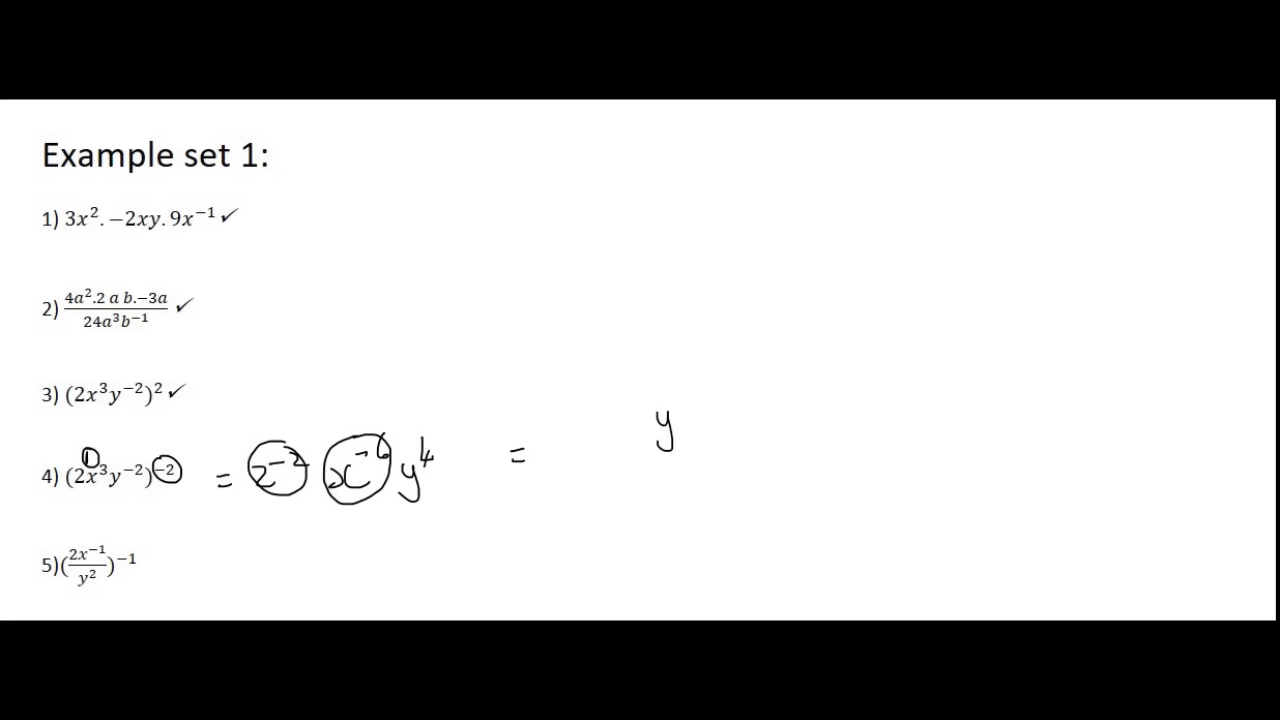 Example set 1:
1) 3x². −2xy. 9x⁻¹ ✓
2) (4a².2 a b.−3a)/(24a³b⁻¹) ✓
3) (2x³y⁻²)² ✓
4) (2¹x³y⁻²)⁻² = 2⁻² x⁻⁶ y⁴ = y
5)(2x⁻¹/y²)⁻¹